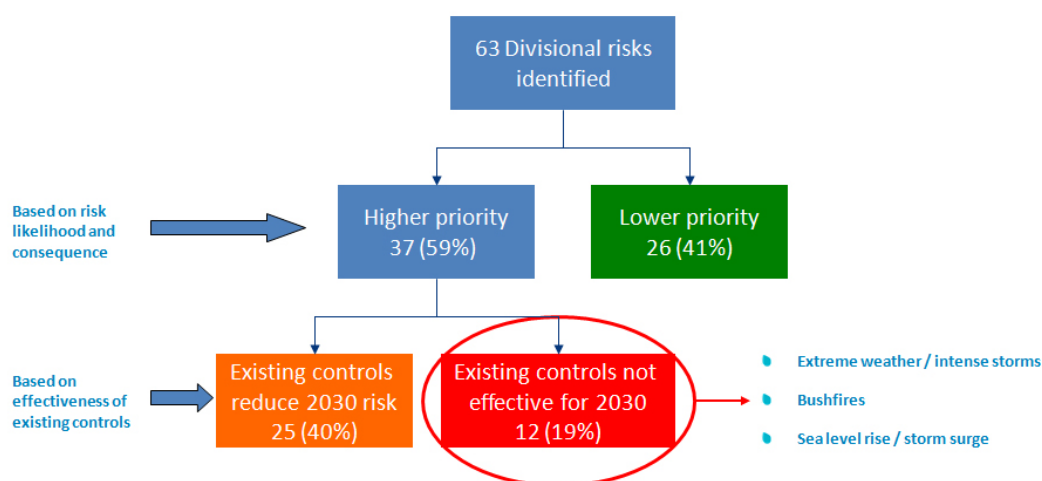 63 Divisional risks
identified
Based on risk
likelihood and
consequence
Higher priority
37 (59%)
Lower priority
26 (41%)
Based on
effectiveness of
existing controls
Existing controls
reduce 2030 risk
25 (40%)
Existing controls not
effective for 2030
12 (19%)
Extreme weather / intense storms
Bushfires
Sea level rise / storm surge